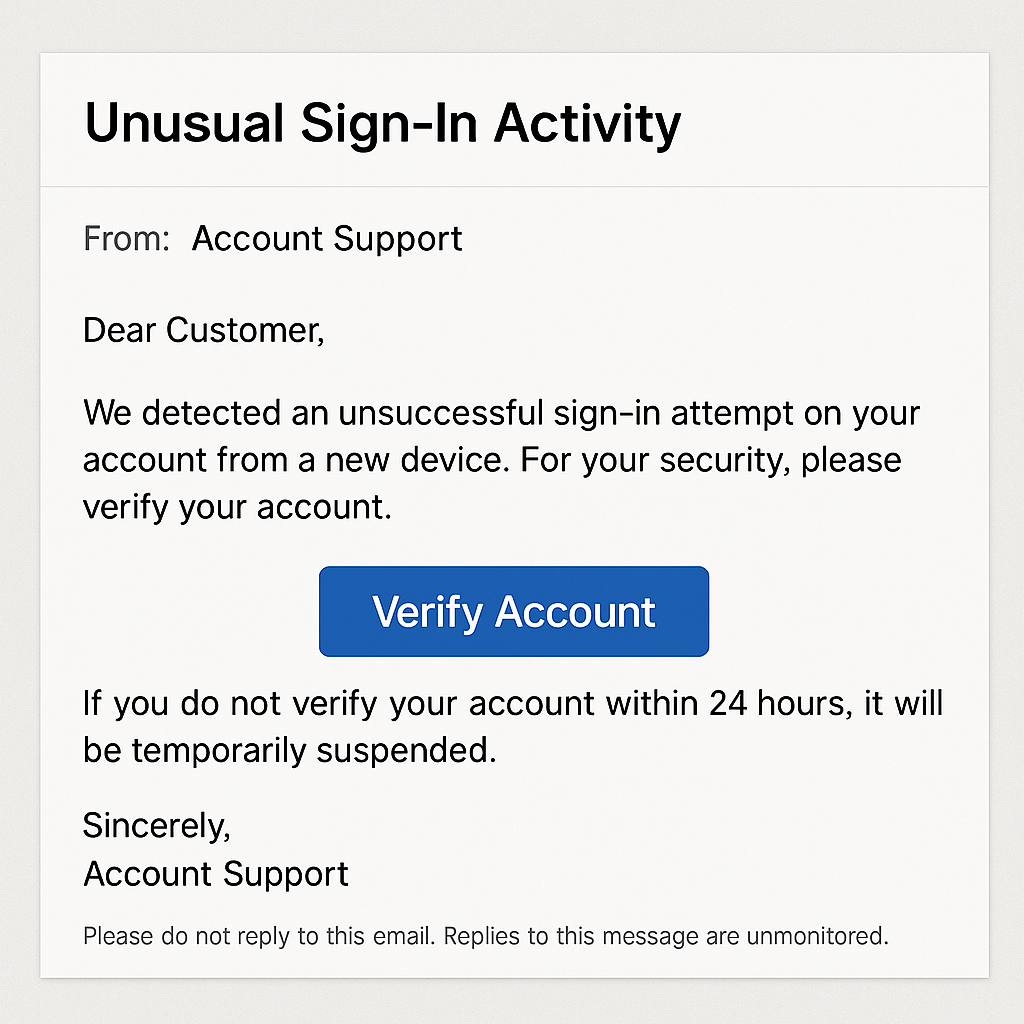 Unusual Sign-In Activity
From: Account Support
Dear Customer,
We detected an unsuccessful sign-in attempt on your
account from a new device. For your security, please
verify your account.
Verify Account
If you do not verify your account within 24 hours, it will
be temporarily suspended.
Sincerely,
Account Support
Please do not reply to this email. Replies to this message are unmonitored.